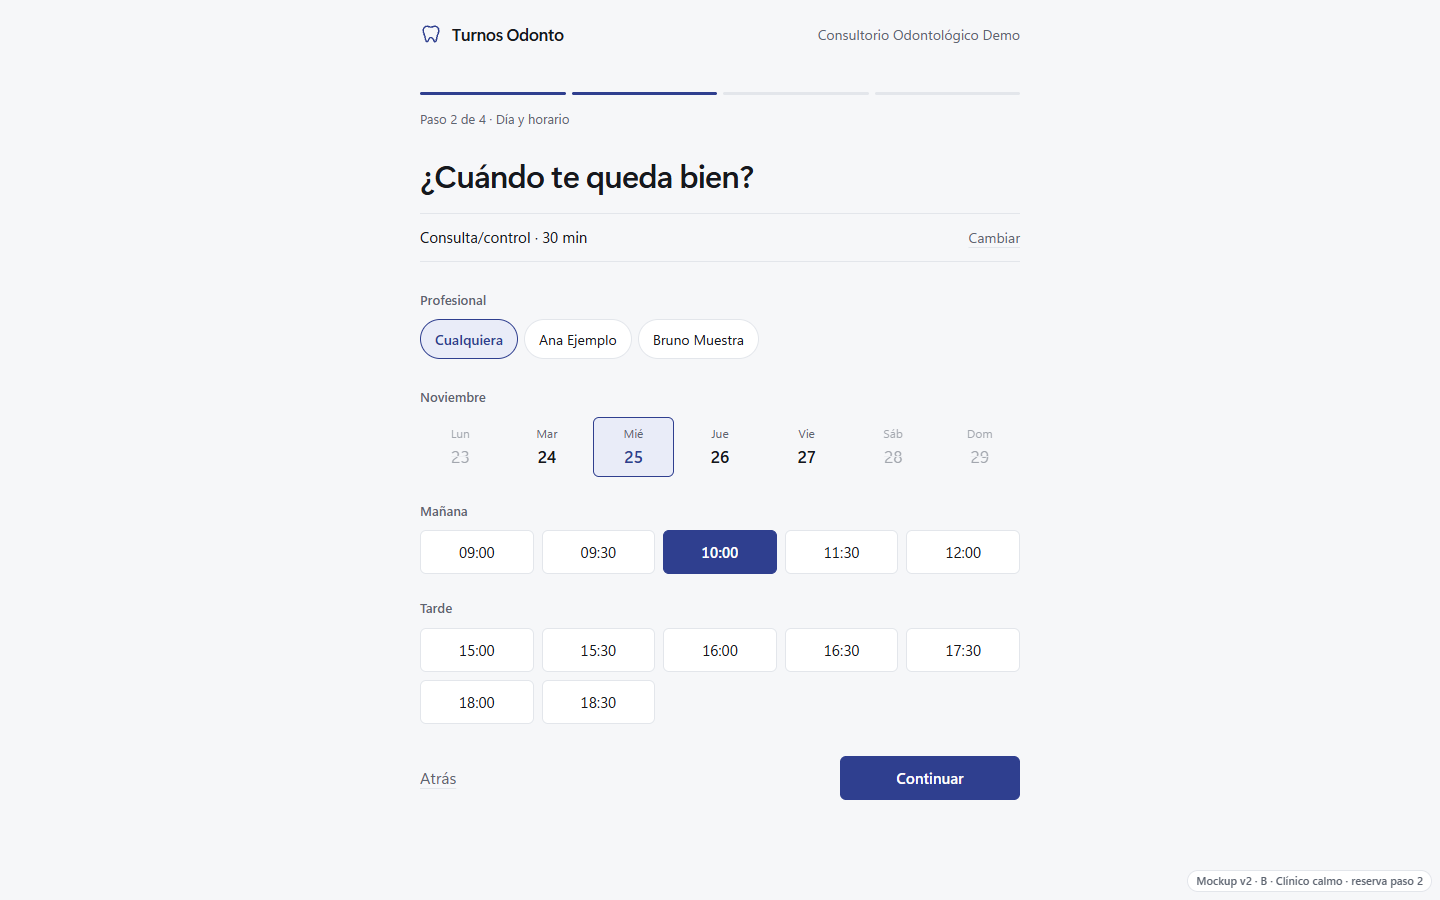 Turnos Odonto
Consultorio Odontológico Demo
Paso 2 de 4 · Día y horario
¿Cuándo te queda bien?
Consulta/control · 30 min
Cambiar
Profesional
Cualquiera
Ana Ejemplo
Bruno Muestra
Noviembre
Lun Mar Mié Jue Vie Sáb Dom
23 24 25 26 27 28 29
Mañana
09:00 09:30 10:00 11:30 12:00
Tarde
15:00 15:30 16:00 16:30 17:30
18:00 18:30
Atrás
Continuar
Mockup v2 · B · Clínico calmo · reserva paso 2